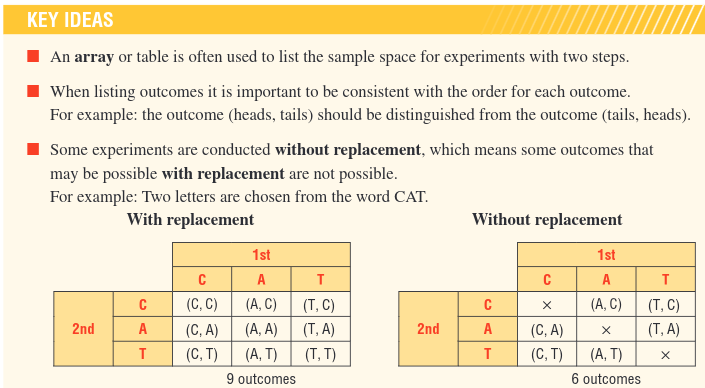 KEY IDEAS
An array or table is often used to list the sample space for experiments with two steps.
When listing outcomes it is important to be consistent with the order for each outcome.
For example: the outcome (heads, tails) should be distinguished from the outcome (tails, heads).
Some experiments are conducted without replacement, which means some outcomes that
may be possible with replacement are not possible.
For example: Two letters are chosen from the word CAT.
With replacement
1st
C A T
C (C, C) (A, C) (T, C)
2nd A (C, A) (A, A) (T, A)
T (C, T) (A, T) (T, T)
9 outcomes
Without replacement
1st
C A T
C × (A, C) (T, C)
2nd A (C, A) × (T, A)
T (C, T) (A, T) ×
6 outcomes